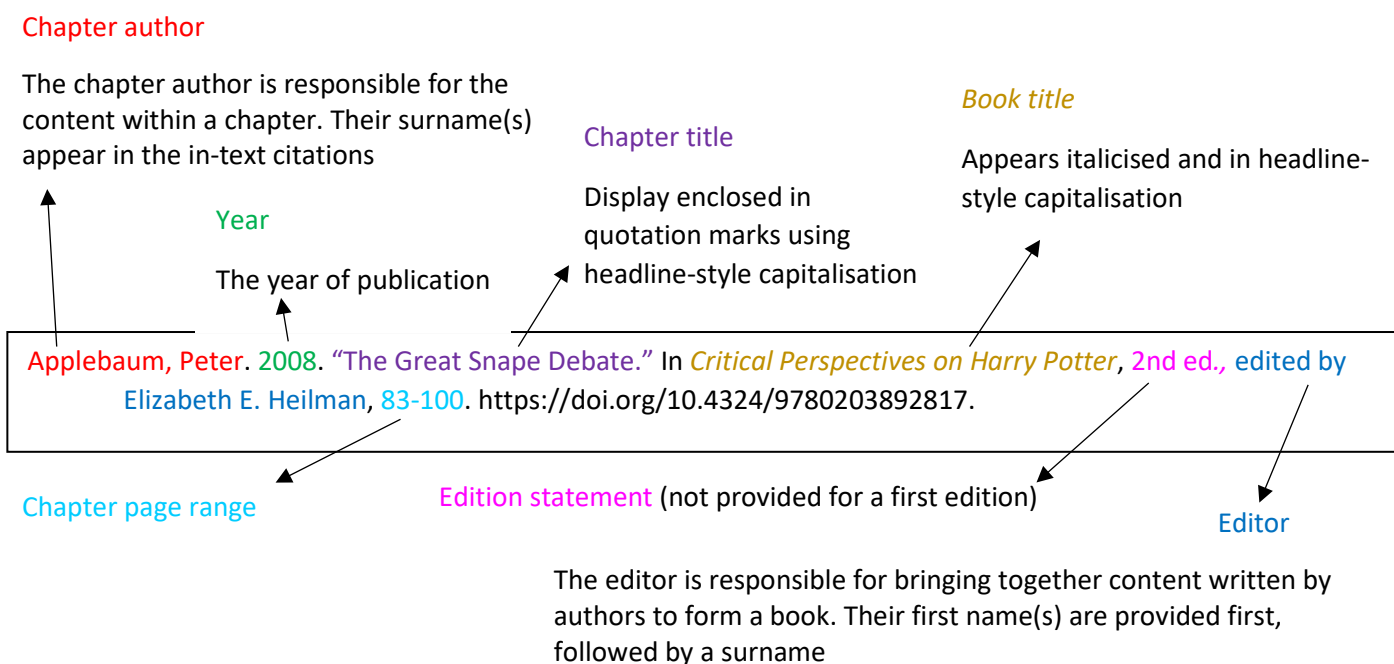 Chapter author
The chapter author is responsible for the
content within a chapter. Their surname(s)
appear in the in-text citations
Year
The year of publication
Chapter title
Display enclosed in
quotation marks using
headline-style capitalisation
Book title
Appears italicised and in headline-
style capitalisation
Applebaum, Peter. 2008. “The Great Snape Debate.” In Critical Perspectives on Harry Potter, 2nd ed., edited by
Elizabeth E. Heilman, 83-100. https://doi.org/10.4324/9780203892817.
Chapter page range
Edition statement (not provided for a first edition)
Editor
The editor is responsible for bringing together content written by
authors to form a book. Their first name(s) are provided first,
followed by a surname